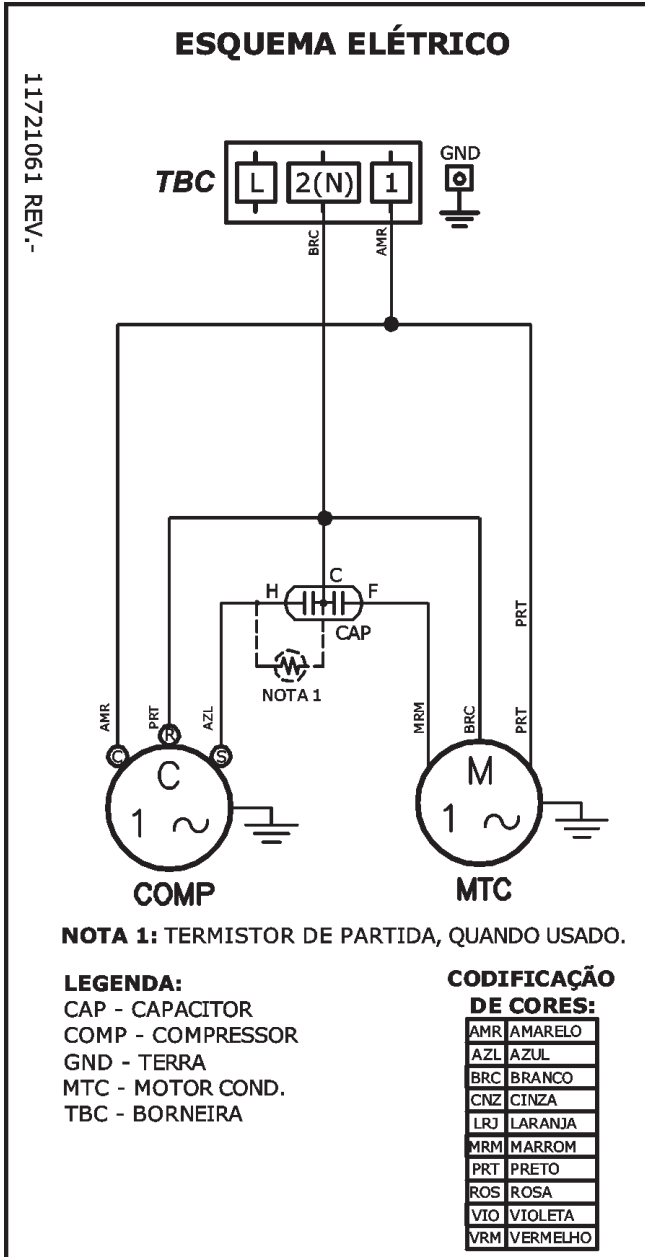 ESQUEMA ELÉTRICO
11721061 REV.-
TBC
L
2(N)
1
GND
BRC
AMR
H
C
F
CAP
NOTA 1
AMR
PRT
AZL
MRM
BRC
PRT
PRT
C
R
S
C
1
M
1
COMP
MTC
NOTA 1: TERMISTOR DE PARTIDA, QUANDO USADO.
LEGENDA:
CAP - CAPACITOR
COMP - COMPRESSOR
GND - TERRA
MTC - MOTOR COND.
TBC - BORNEIRA
CODIFICAÇÃO
DE CORES:
AMR AMARELO
AZL AZUL
BRC BRANCO
CNZ CINZA
LRJ LARANJA
MRM MARROM
PRT PRETO
ROS ROSA
VIO VIOLETA
VRM VERMELHO